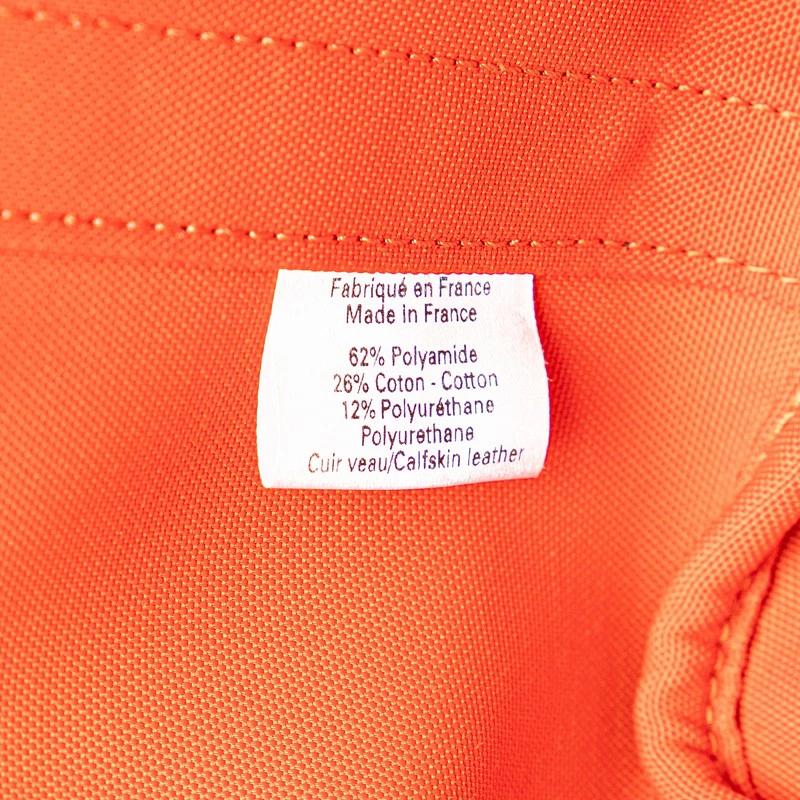 Fabriqué en France
Made in France
62% Polyamide
26% Coton - Cotton
12% Polyuréthane
Polyurethane
Cuir veau/Calfskin leather